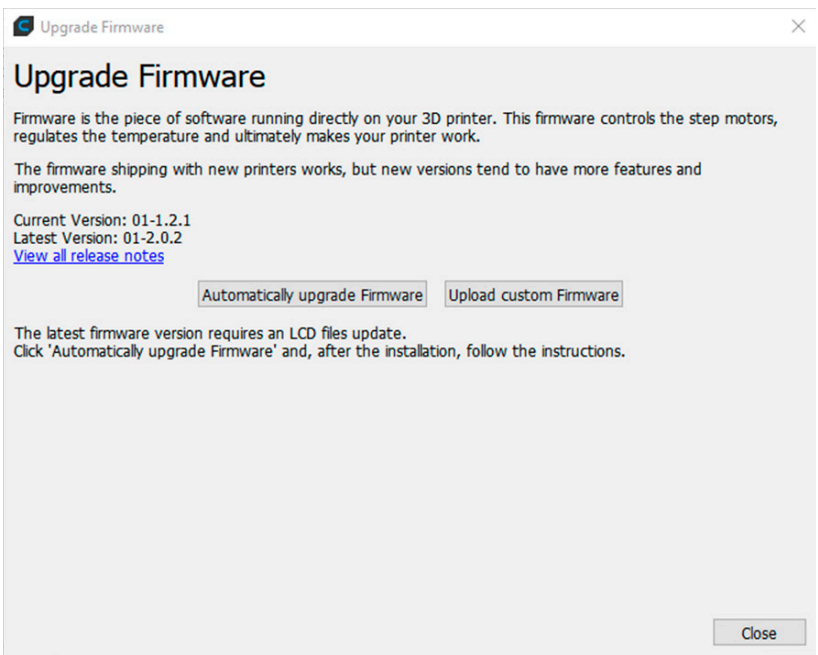 Upgrade Firmware
Upgrade Firmware
Firmware is the piece of software running directly on your 3D printer. This firmware controls the step motors,
regulates the temperature and ultimately makes your printer work.
The firmware shipping with new printers works, but new versions tend to have more features and
improvements.
Current Version: 01-1.2.1
Latest Version: 01-2.0.2
View all release notes
Automatically upgrade Firmware Upload custom Firmware
The latest firmware version requires an LCD files update.
Click 'Automatically upgrade Firmware' and, after the installation, follow the instructions.
Close